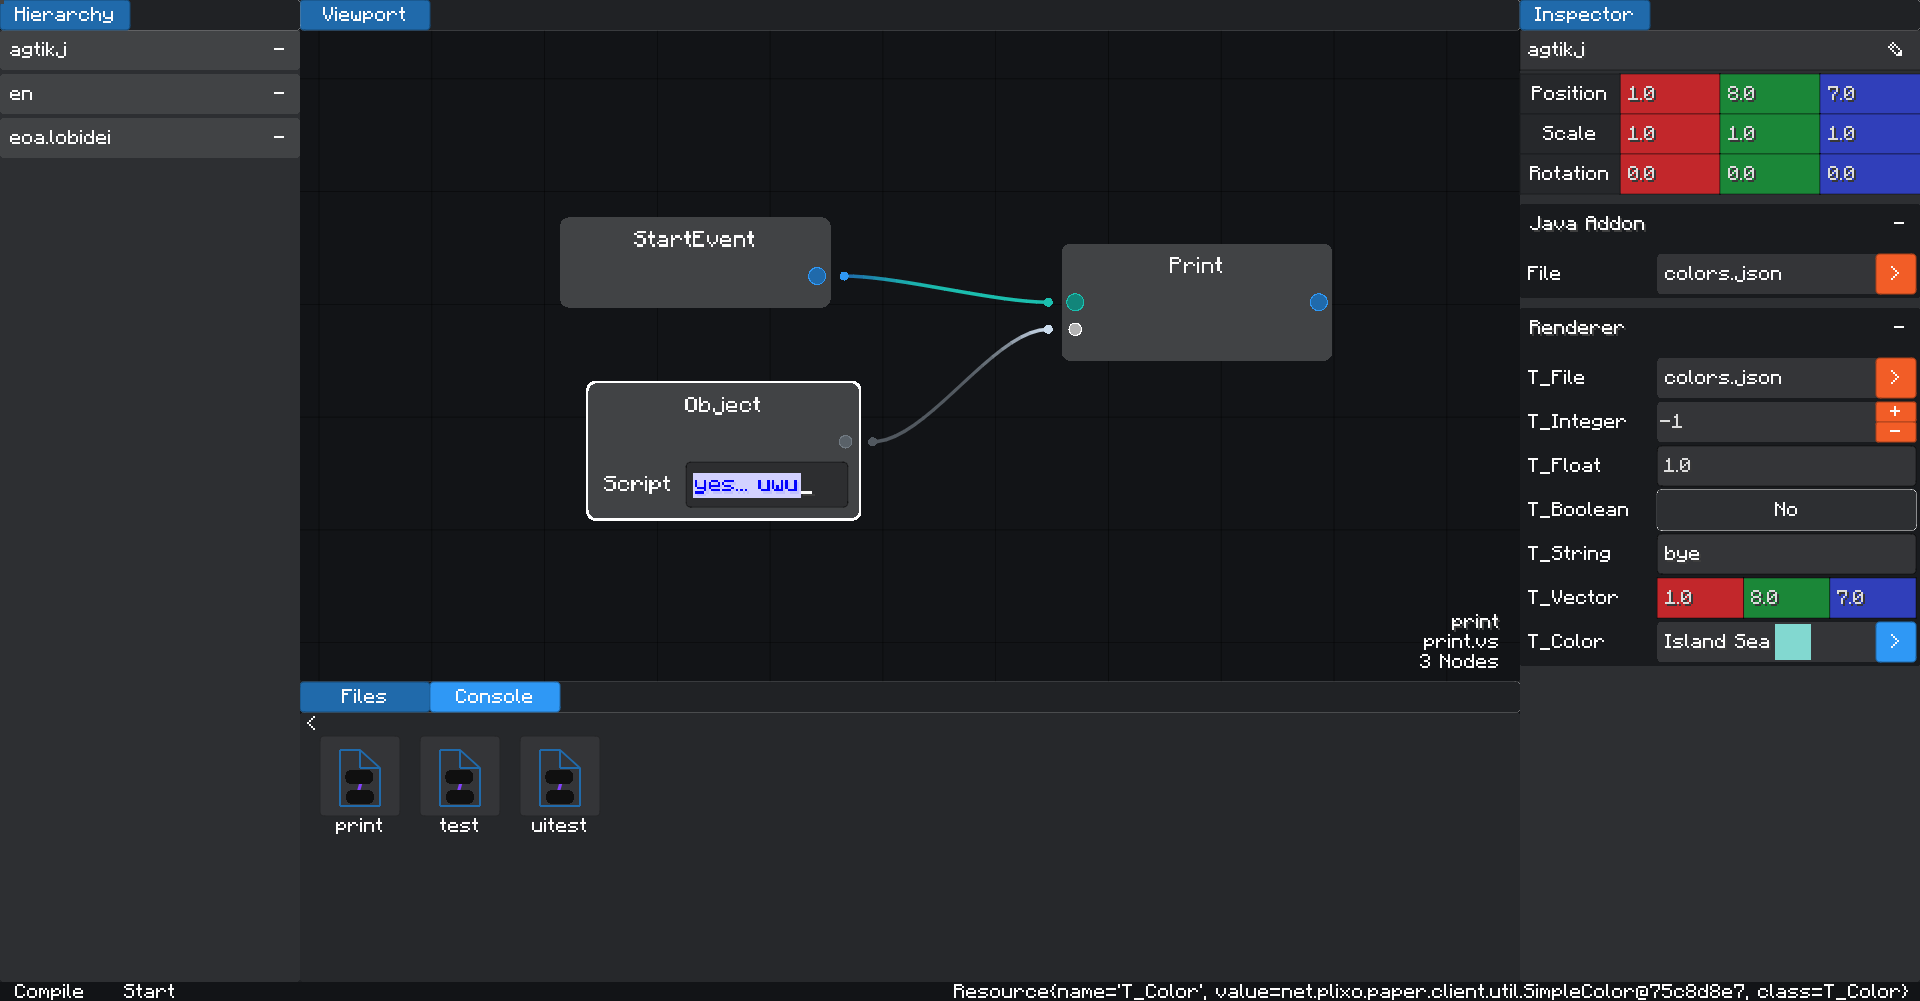 Hierarchy
agtikj
en
eoa.lobidei
Viewport
StartEvent
Print
Object
Script yes... uwu_
print
print.vs
3 Nodes
Files Console
<
print test uitest
Inspector
agtikj
Position 1.0 8.0 7.0
Scale 1.0 1.0 1.0
Rotation 0.0 0.0 0.0
Java Addon
File colors.json >
Renderer
T_File colors.json >
T_Integer -1 + -
T_Float 1.0
T_Boolean No
T_String bye
T_Vector 1.0 8.0 7.0
T_Color Island Sea >
Compile Start
Resource{name='T_Color', value=net.plixo.paper.client.util.SimpleColor@75c8d8e7, class=T_Color}